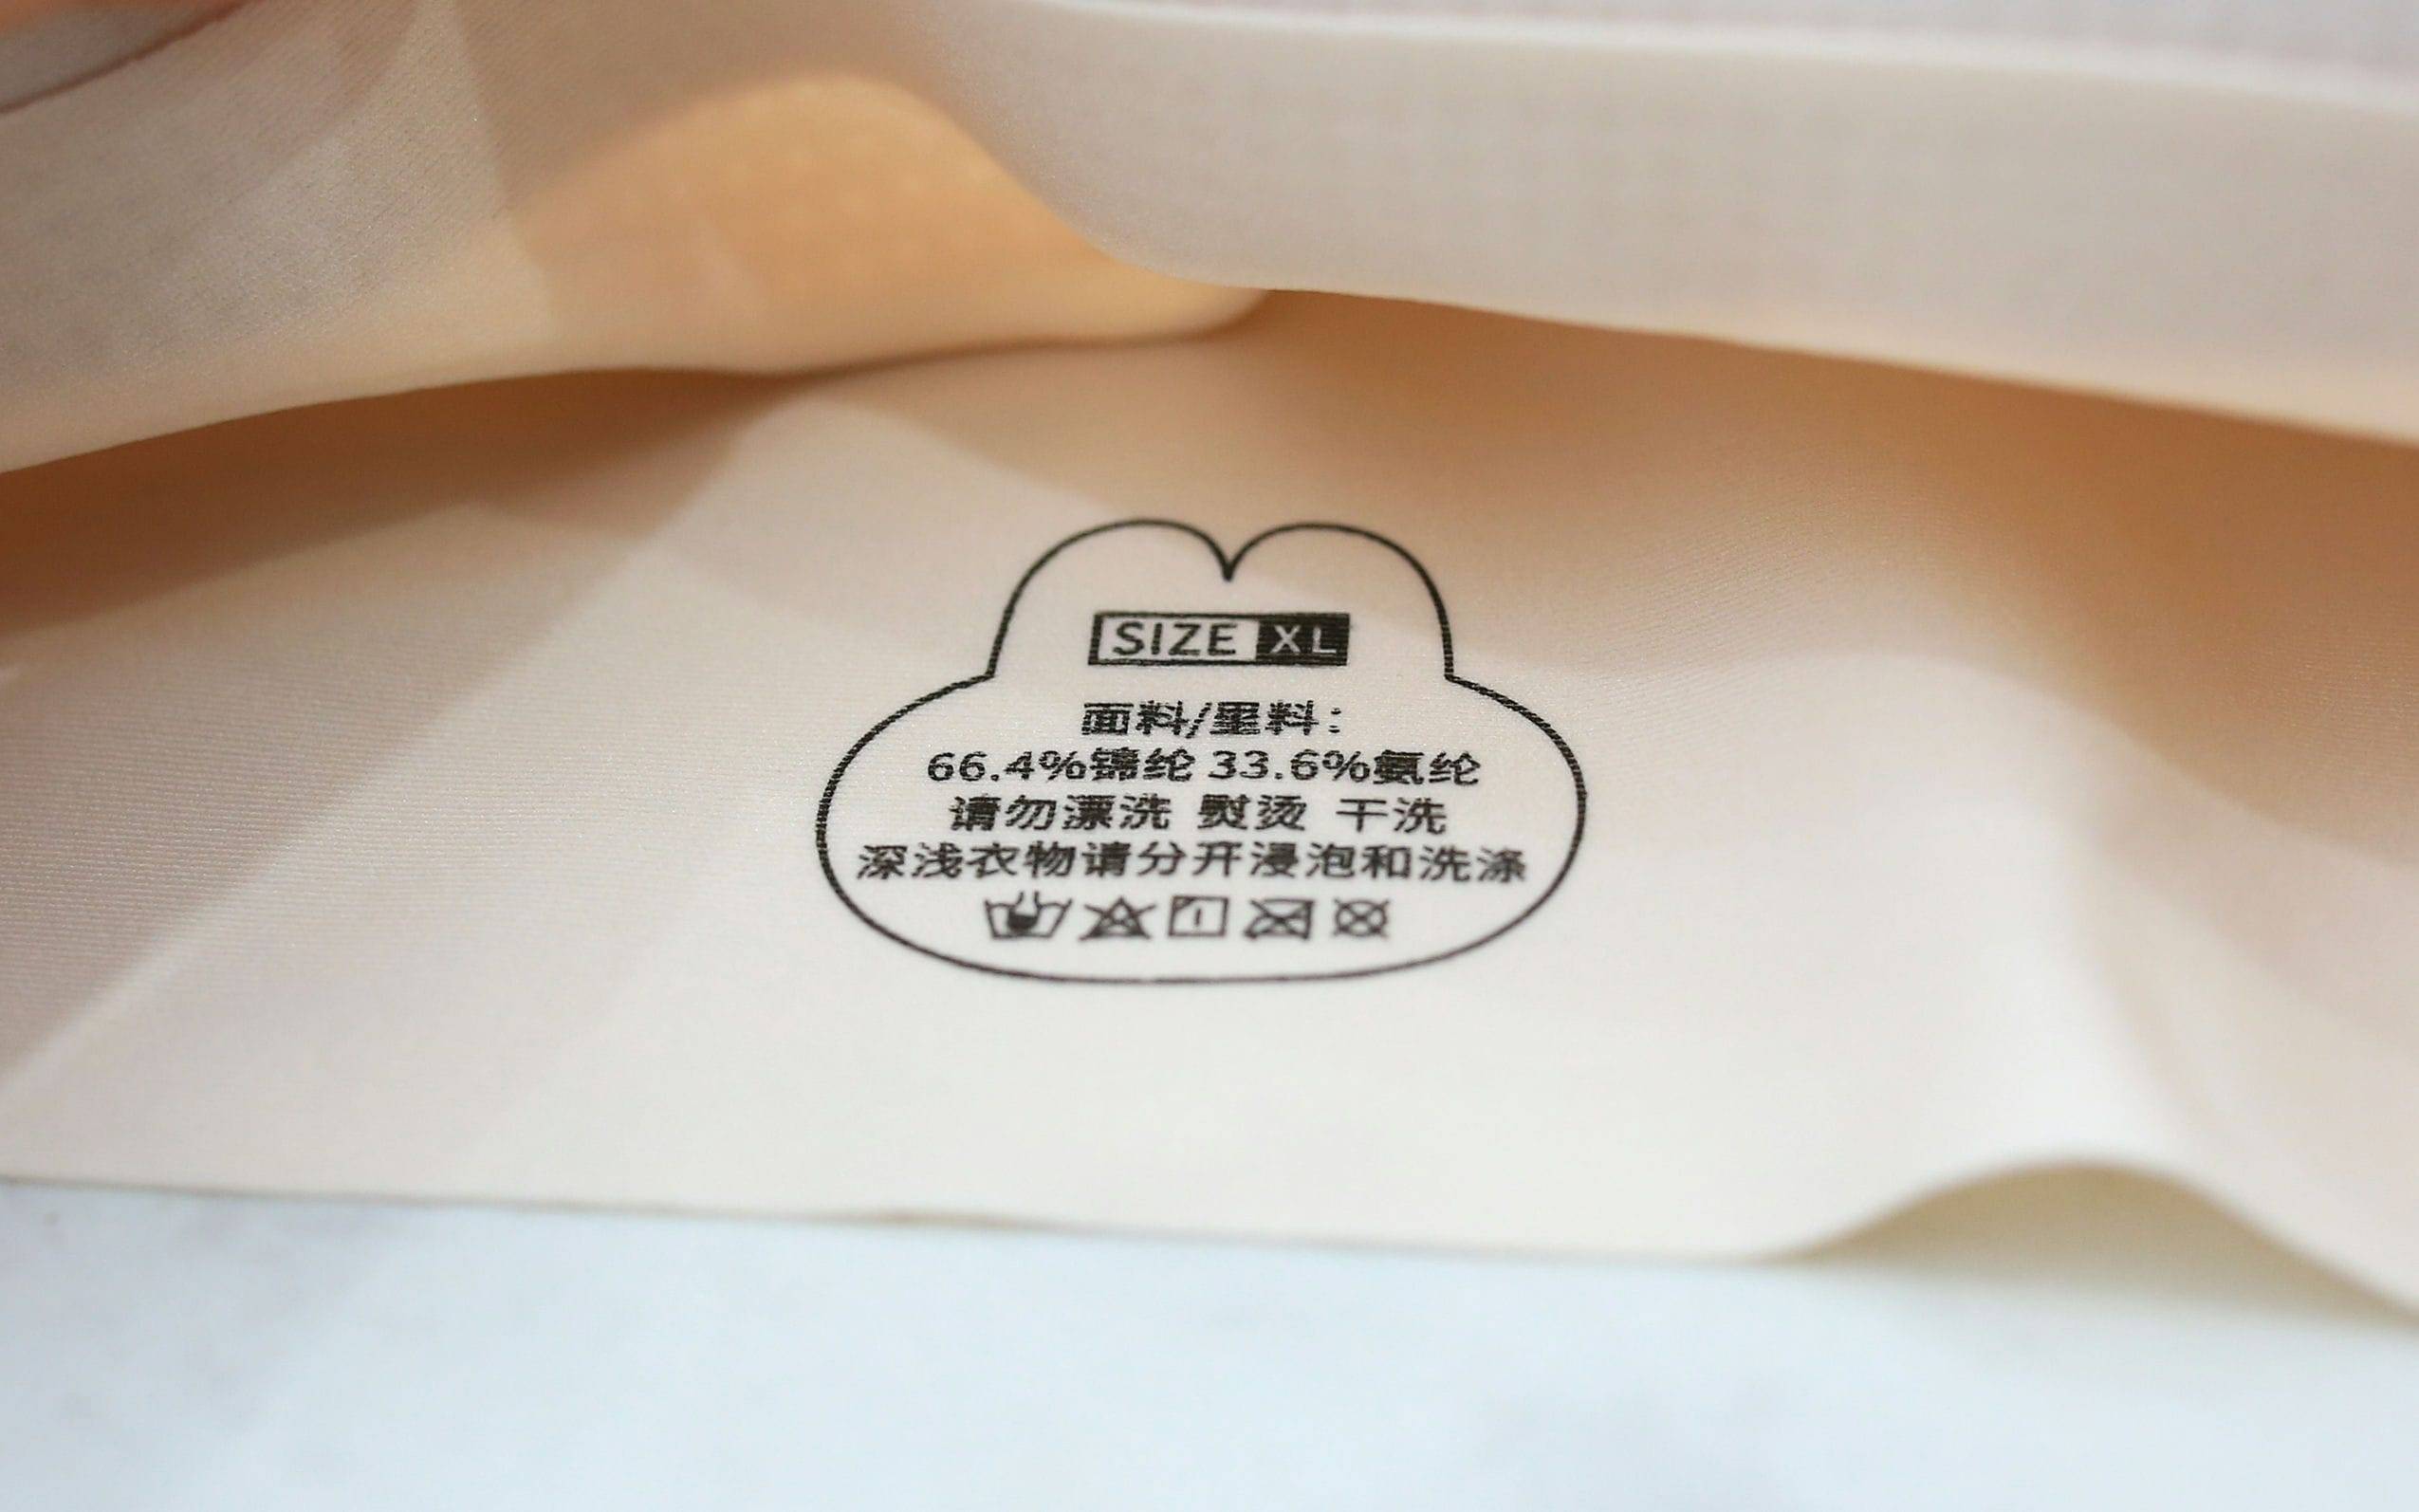 SIZE XL
面料/里料：
66.4%锦纶 33.6%氨纶
请勿漂洗 熨烫 干洗
深浅衣物请分开浸泡和洗涤